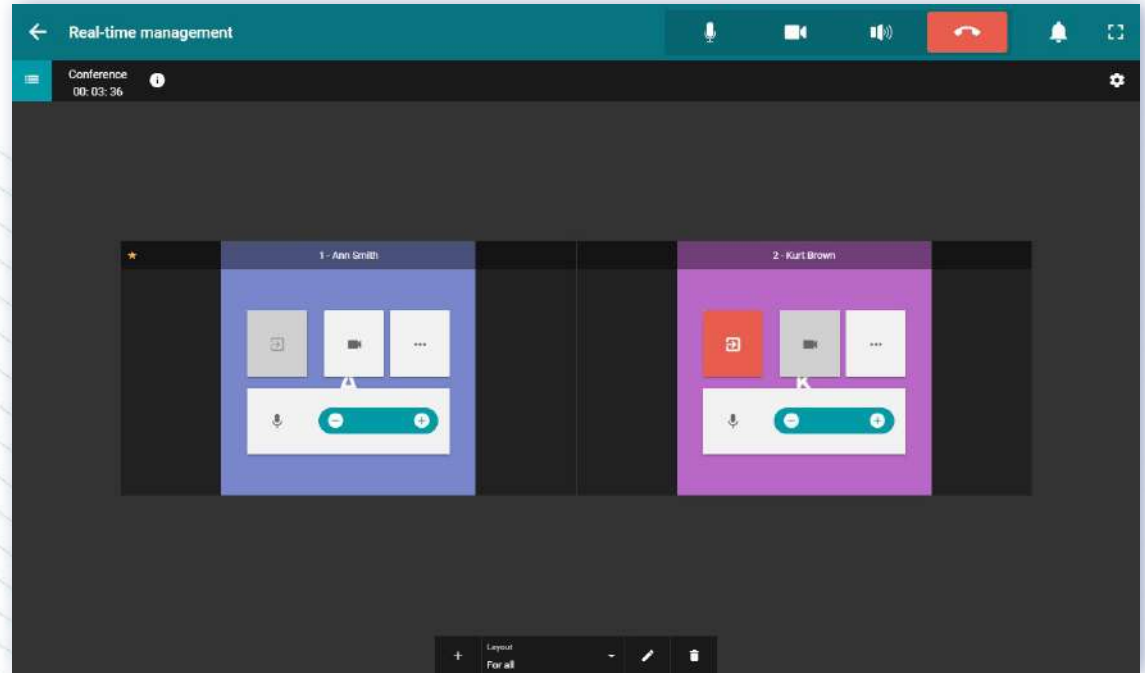 Real-time management
Conference
00: 03: 36
1 - Ann Smith
2 - Kurt Brown
A
K
Layout
For all